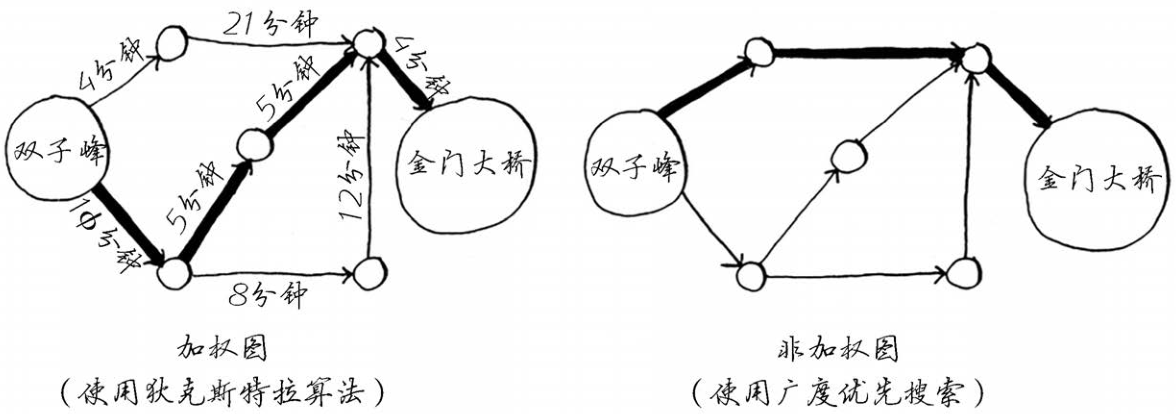 21分钟
4分钟
4分钟
5分钟
双子峰
金门大桥
12分钟
5分钟
10分钟
8分钟
加权图
(使用狄克斯特拉算法)
双子峰
金门大桥
非加权图
(使用广度优先搜索)